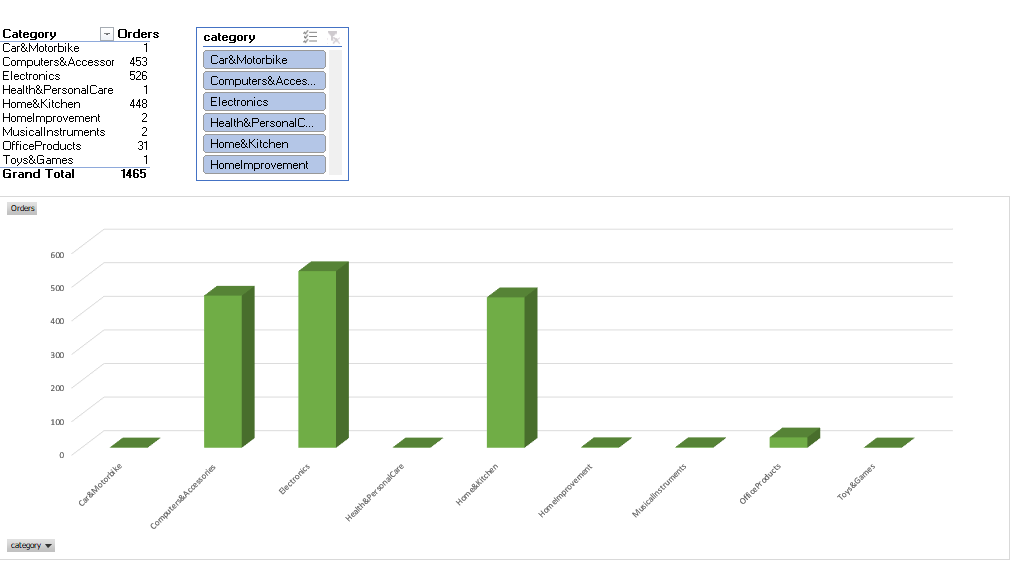 Category Orders
Car&Motorbike 1
Computers&Accessor 453
Electronics 526
Health&PersonalCare 1
Home&Kitchen 448
HomeImprovement 2
MusicalInstruments 2
OfficeProducts 31
Toys&Games 1
Grand Total 1465
category
Car&Motorbike
Computers&Acces...
Electronics
Health&PersonalC...
Home&Kitchen
HomeImprovement
Orders
600
500
400
300
200
100
0
Car&Motorbike
Computers&Accessories
Electronics
Health&PersonalCare
Home&Kitchen
HomeImprovement
MusicalInstruments
OfficeProducts
Toys&Games
category